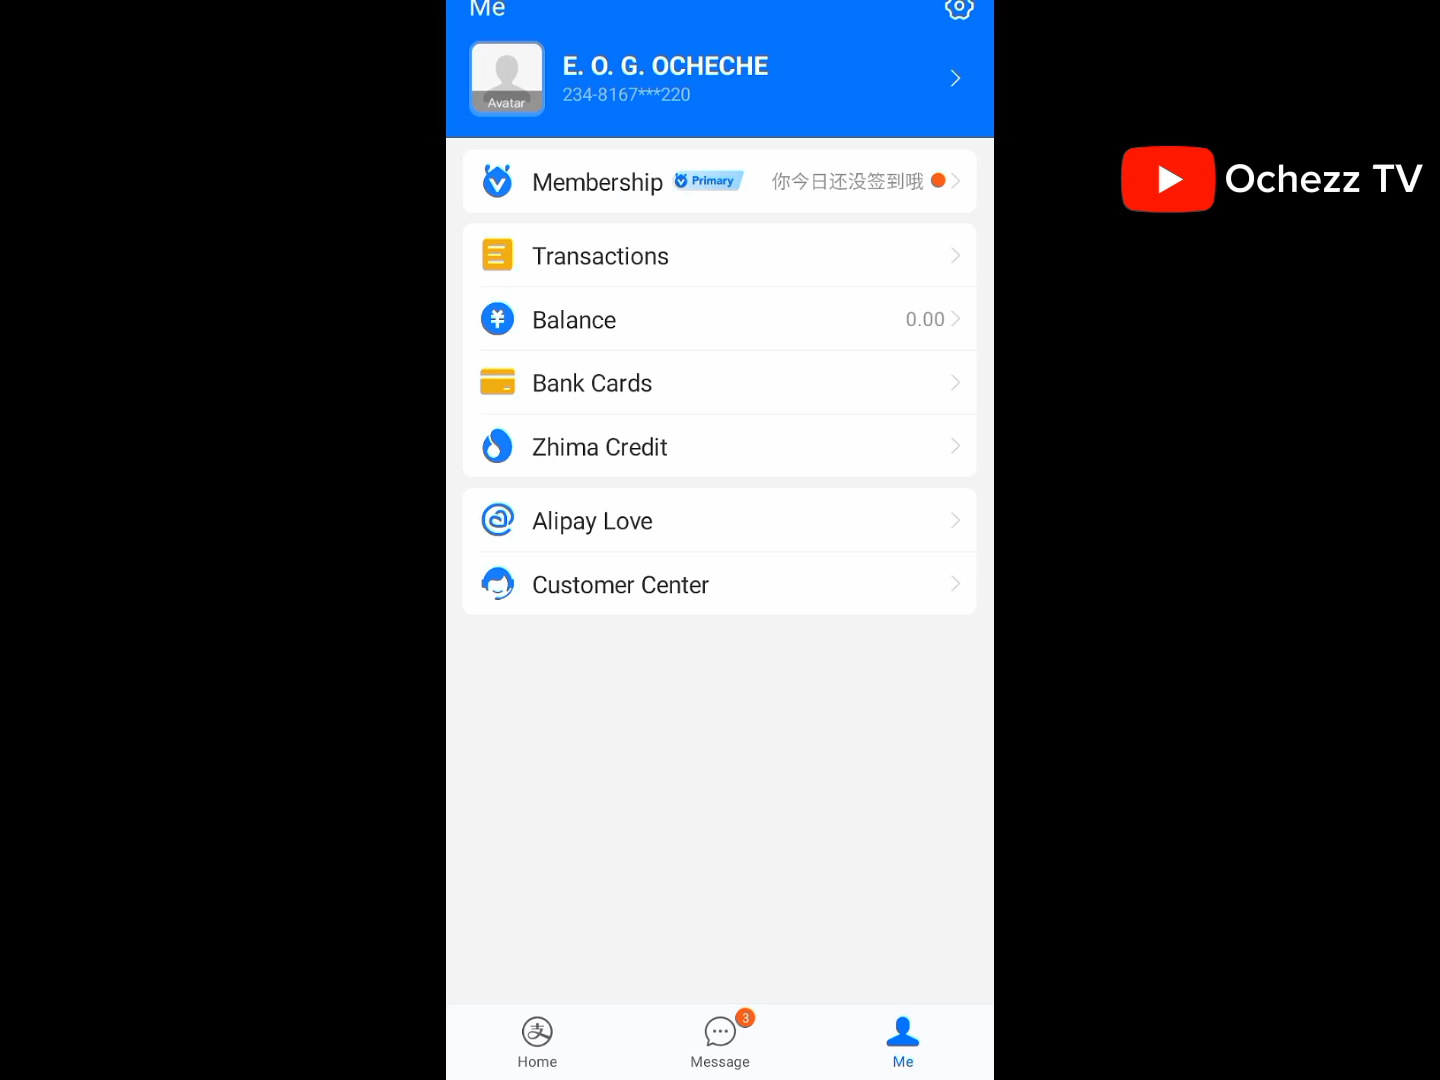 Me
E. O. G. OCHECHE
234-8167***220
Avatar
Membership Primary 你今日还没签到哦
Ochezz TV
Transactions
Balance 0.00
Bank Cards
Zhima Credit
Alipay Love
Customer Center
3
Home Message Me